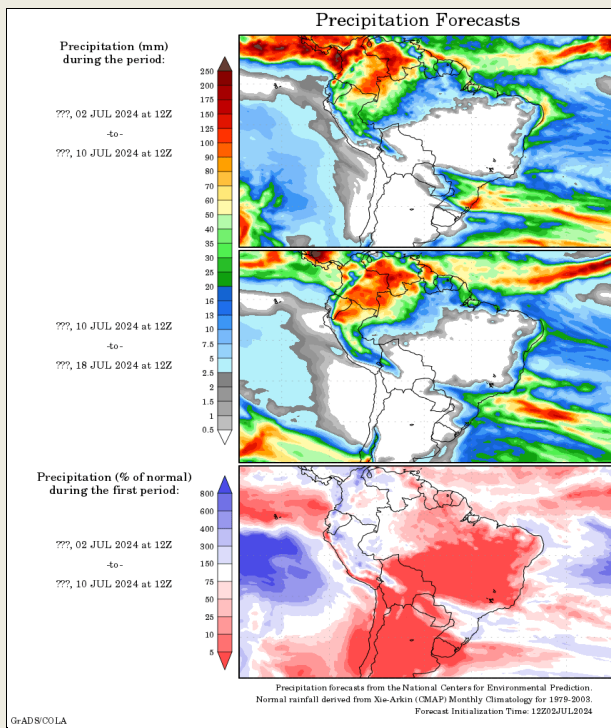 Precipitation Forecasts
Precipitation (mm)
during the period:
???, 02 JUL 2024 at 12Z
-to-
???, 10 JUL 2024 at 12Z
250
200
175
150
125
100
90
80
70
60
50
40
35
30
25
20
16
13
10
7.5
5
2.5
2
1.5
1
0.5
???, 10 JUL 2024 at 12Z
-to-
???, 18 JUL 2024 at 12Z
Precipitation (% of normal)
during the first period:
???, 02 JUL 2024 at 12Z
-to-
???, 10 JUL 2024 at 12Z
800
600
400
300
150
75
50
25
10
5
Precipitation forecasts from the National Centers for Environmental Prediction.
Normal rainfall derived from Xie-Arkin (CMAP) Monthly Climatology for 1979-2003.
Forecast Initialization Time: 12Z02JUL2024
GrADS/COLA